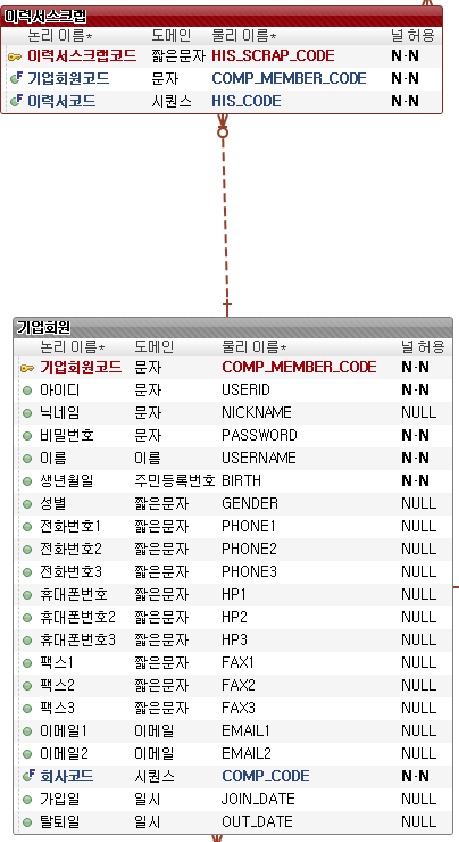 이력서스크랩
논리 이름* 도메인 물리 이름* 널 허용
이력서스크랩코드 짧은문자 HIS_SCRAP_CODE N·N
기업회원코드 문자 COMP_MEMBER_CODE N·N
이력서코드 시퀀스 HIS_CODE N·N
기업회원
논리 이름* 도메인 물리 이름* 널 허용
기업회원코드 문자 COMP_MEMBER_CODE N·N
아이디 문자 USERID N·N
닉네임 문자 NICKNAME NULL
비밀번호 문자 PASSWORD N·N
이름 이름 USERNAME N·N
생년월일 주민등록번호 BIRTH N·N
성별 짧은문자 GENDER NULL
전화번호1 짧은문자 PHONE1 NULL
전화번호2 짧은문자 PHONE2 NULL
전화번호3 짧은문자 PHONE3 NULL
휴대폰번호 짧은문자 HP1 NULL
휴대폰번호2 짧은문자 HP2 NULL
휴대폰번호3 짧은문자 HP3 NULL
팩스1 짧은문자 FAX1 NULL
팩스2 짧은문자 FAX2 NULL
팩스3 짧은문자 FAX3 NULL
이메일1 이메일 EMAIL1 NULL
이메일2 이메일 EMAIL2 NULL
회사코드 시퀀스 COMP_CODE N·N
가입일 일시 JOIN_DATE NULL
탈퇴일 일시 OUT_DATE NULL